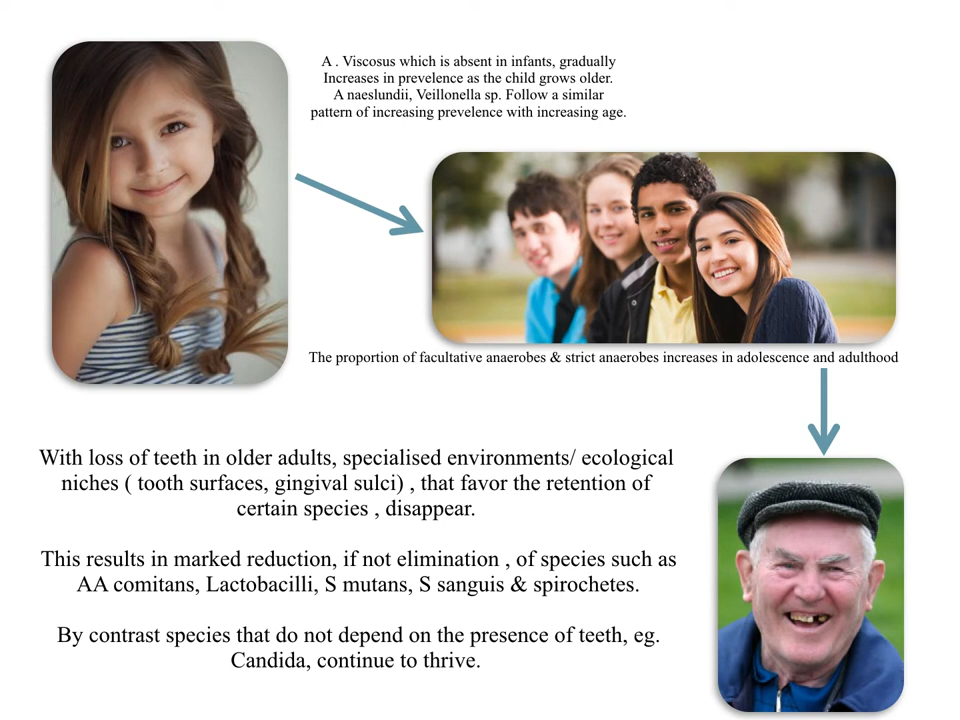 A . Viscosus which is absent in infants, gradually
Increases in prevelence as the child grows older.
A naeslundii, Veillonella sp. Follow a similar
pattern of increasing prevelence with increasing age.
The proportion of facultative anaerobes & strict anaerobes increases in adolescence and adulthood
With loss of teeth in older adults, specialised environments/ ecological
niches ( tooth surfaces, gingival sulci) , that favor the retention of
certain species , disappear.
This results in marked reduction, if not elimination , of species such as
AA comitans, Lactobacilli, S mutans, S sanguis & spirochetes.
By contrast species that do not depend on the presence of teeth, eg.
Candida, continue to thrive.